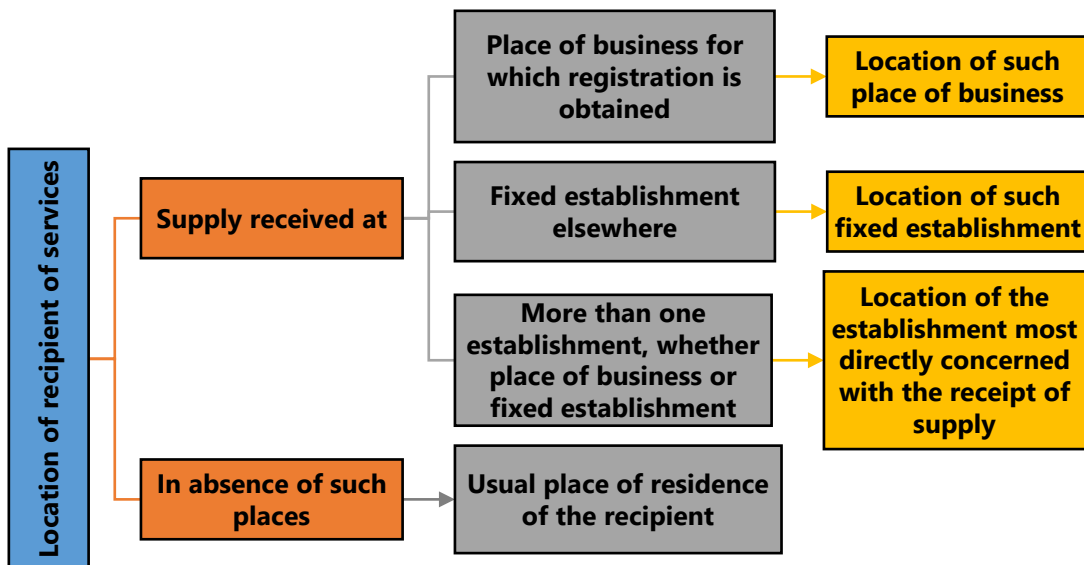 Location of recipient of services
Supply received at
Place of business for
which registration is
obtained
Location of such
place of business
Fixed establishment
elsewhere
Location of such
fixed establishment
More than one
establishment, whether
place of business or
fixed establishment
Location of the
establishment most
directly concerned
with the receipt of
supply
In absence of such
places
Usual place of residence
of the recipient